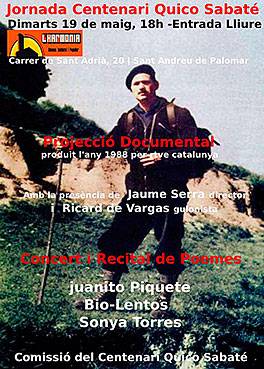 Jornada Centenari Quico Sabaté
Dimarts 19 de maig, 18h -Entrada Lliure
L'HARMONIA
Carrer de Sant Adrià, 20 | Sant Andreu de Palomar
Projecció Documental
produit l'any 1988 per rtve catalunya
Amb la presència de Jaume Serra director
i Ricard de Vargas guionista
Concert i Recital de Poemes
juanito Piquete
Bio-Lentos
Sonya Torres
Comissió del Centenari Quico Sabaté